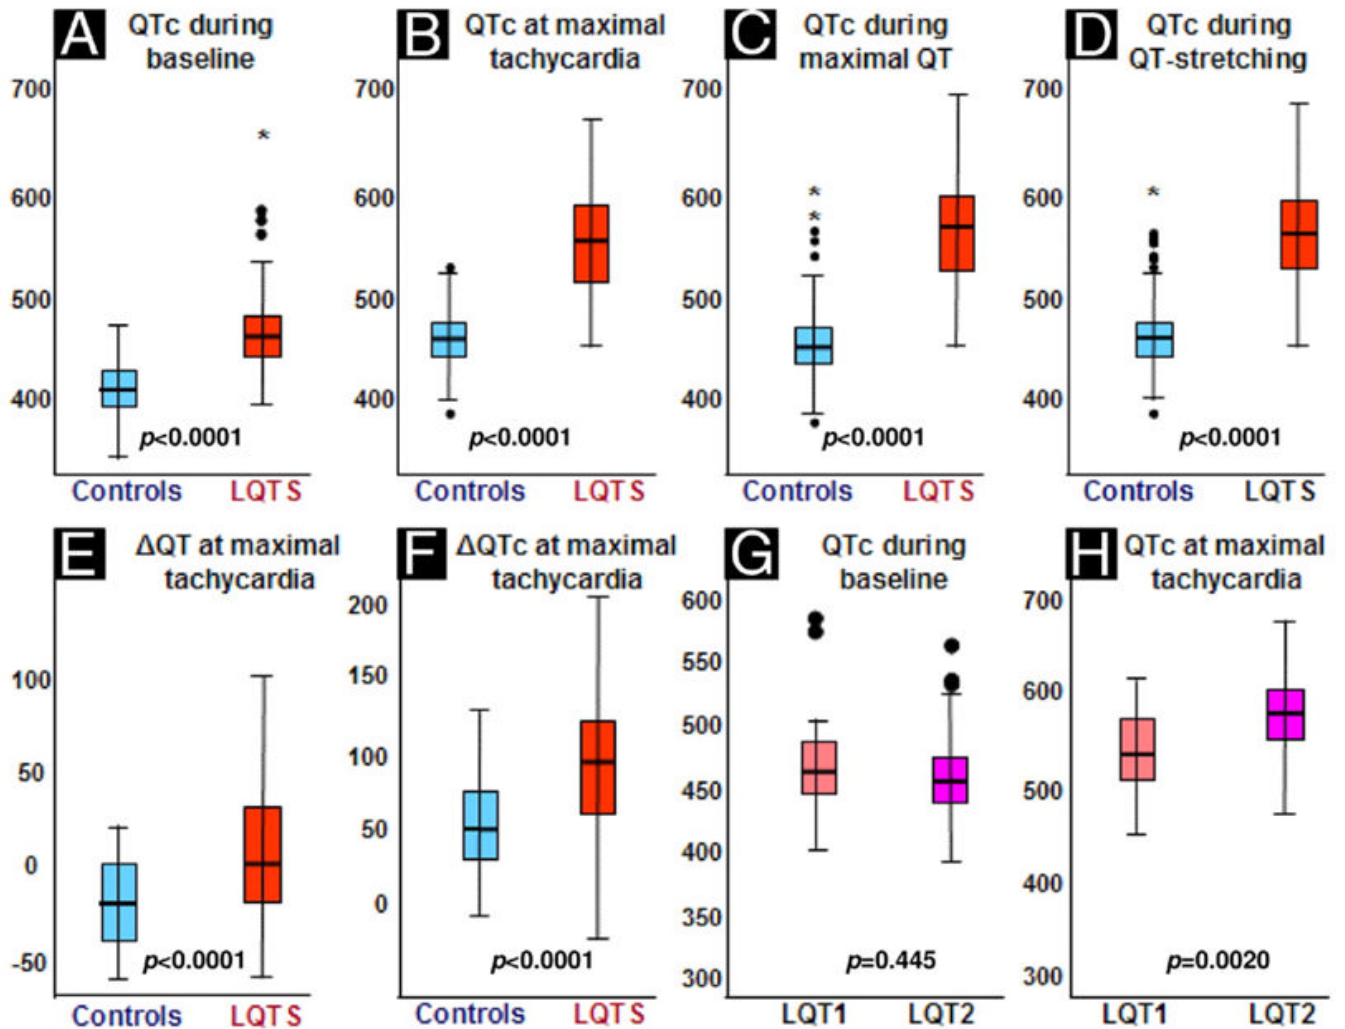 A QTc during
baseline
700
600
500
400
*
p<0.0001
Controls LQTS
B QTc at maximal
tachycardia
700
600
500
400
p<0.0001
Controls LQTS
C QTc during
maximal QT
700
600
500
400
*
*
p<0.0001
Controls LQTS
D QTc during
QT-stretching
700
600
500
400
*
p<0.0001
Controls LQTS
E ΔQT at maximal
tachycardia
100
50
0
-50
p<0.0001
Controls LQTS
F ΔQTc at maximal
tachycardia
200
150
100
50
0
p<0.0001
Controls LQTS
G QTc during
baseline
600
550
500
450
400
350
300
p=0.445
LQT1 LQT2
H QTc at maximal
tachycardia
700
600
500
400
300
p=0.0020
LQT1 LQT2